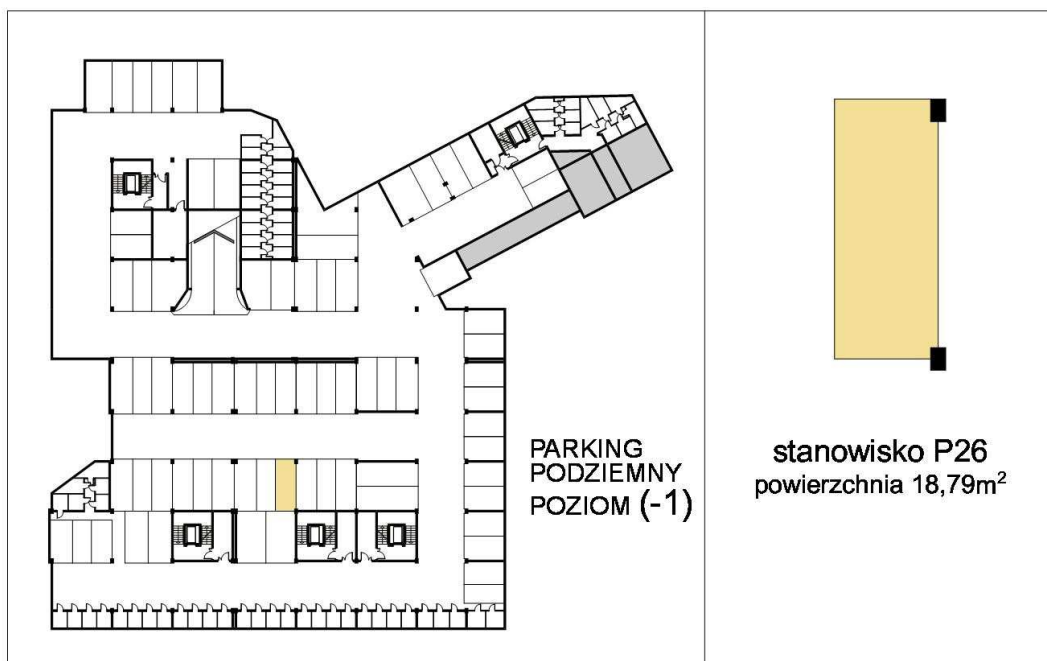 PARKING
PODZIEMNY
POZIOM (-1)
stanowisko P26
powierzchnia 18,79m²